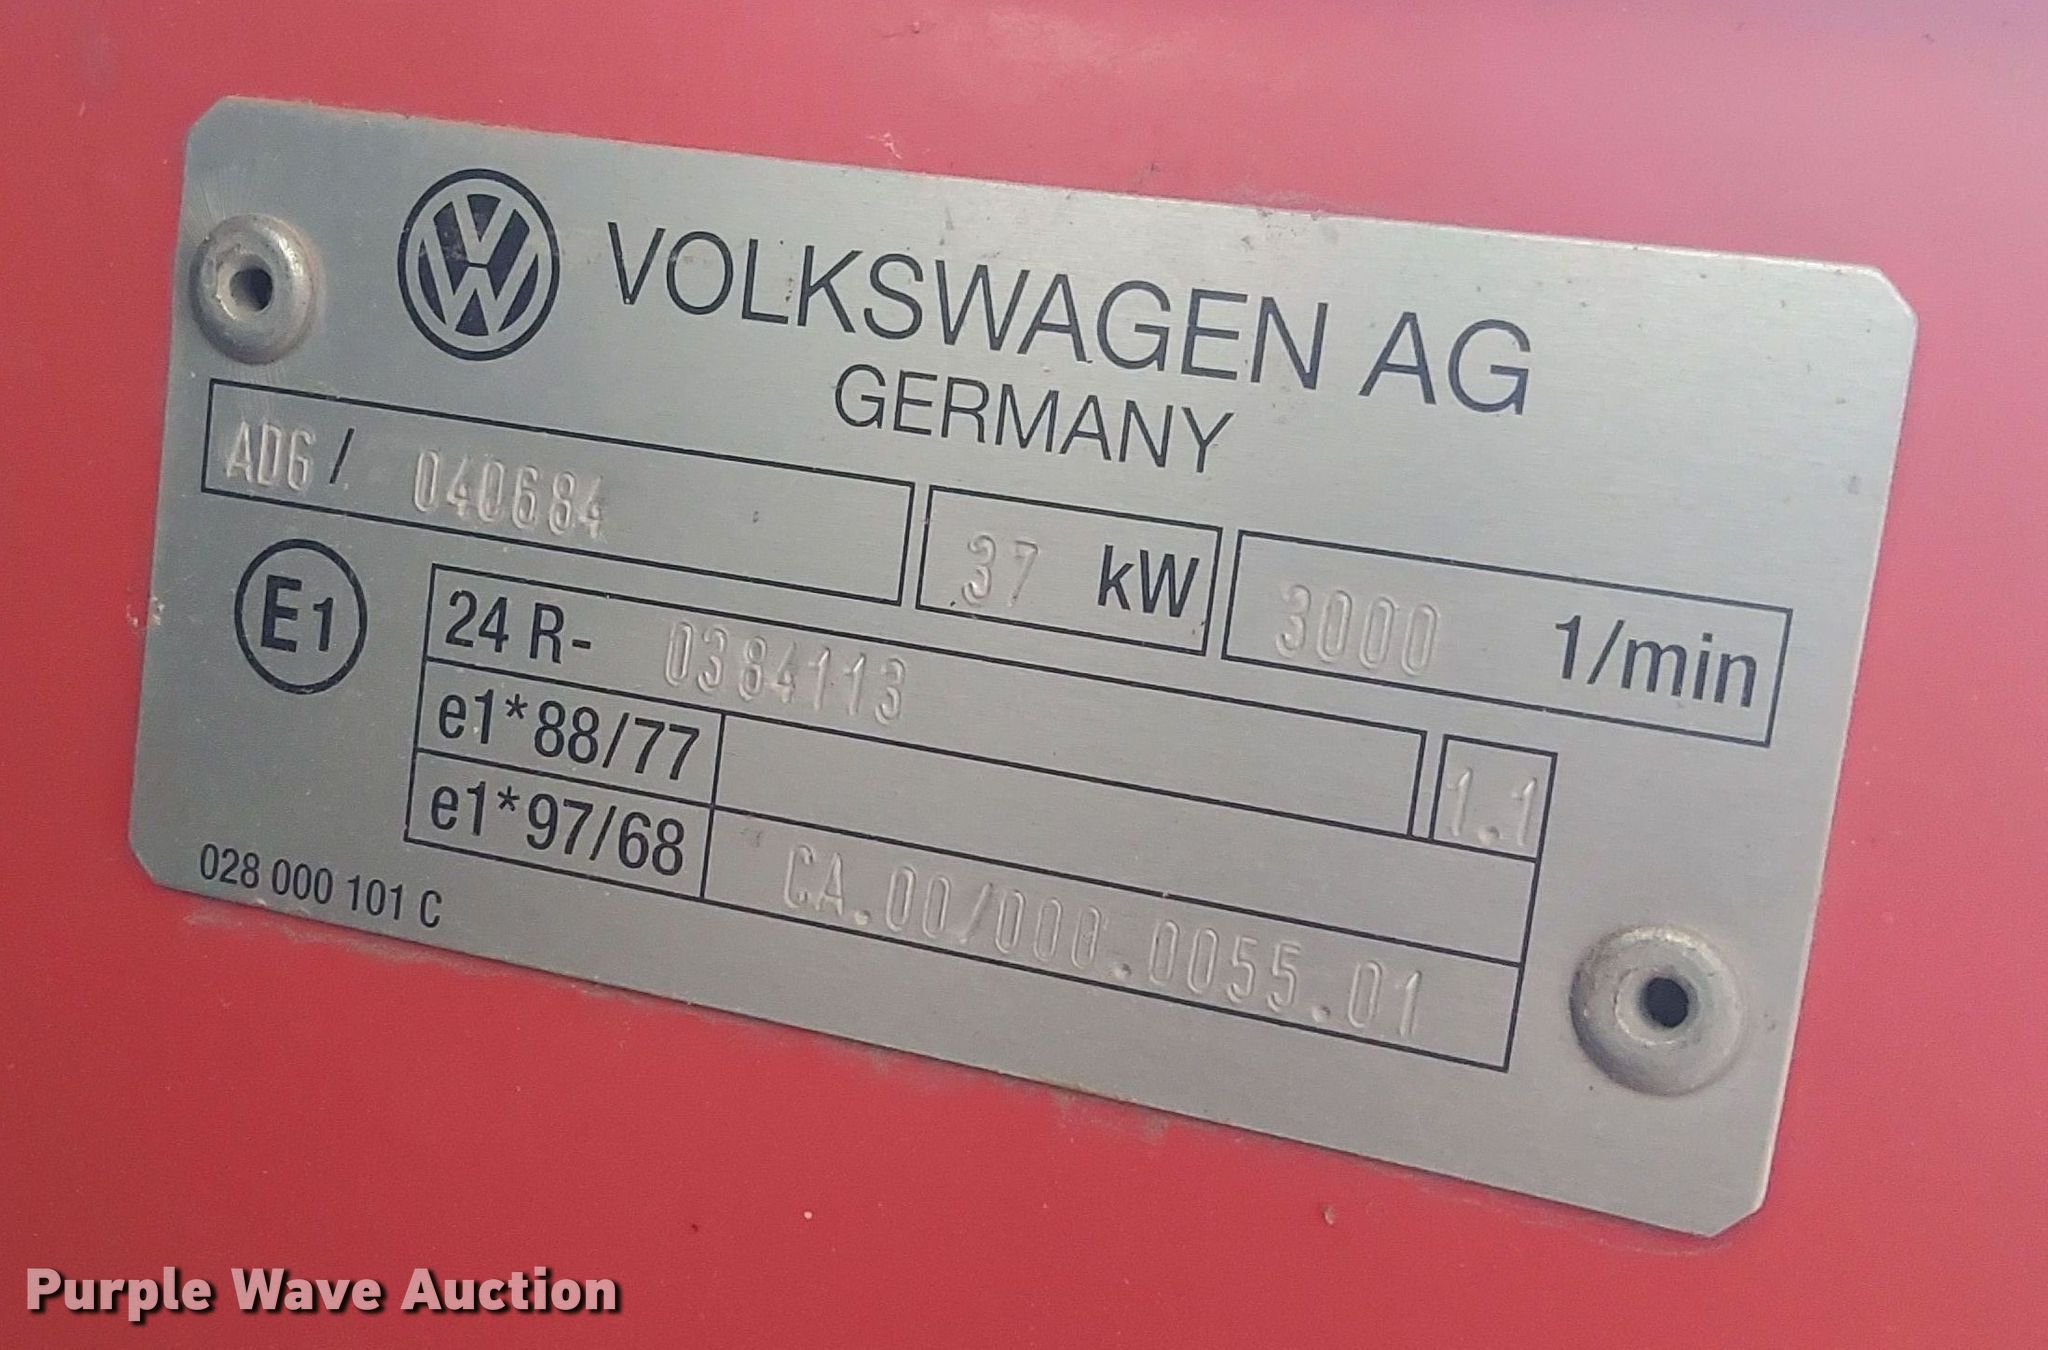 VOLKSWAGEN AG
GERMANY
ADG / 040684
37 kW
3000 1/min
E1
24 R- 0384113
1.1
e1*88/77
e1*97/68 CA.00/000.0055.01
028 000 101 C
Purple Wave Auction